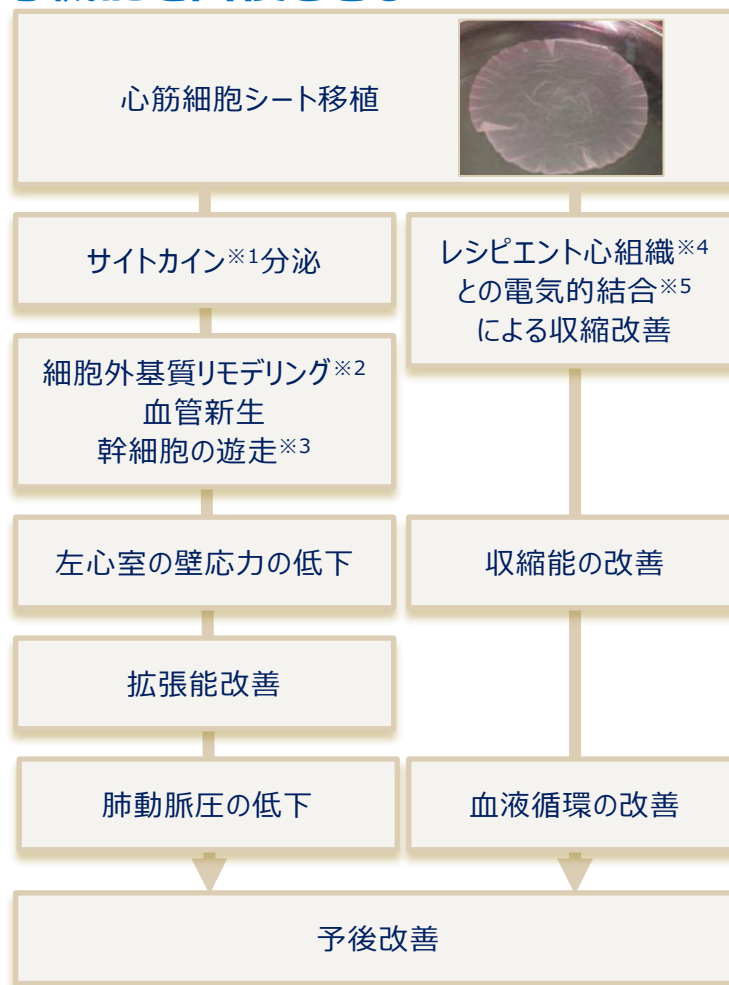 心筋細胞シート移植
サイトカイン※1分泌
細胞外基質リモデリング※2
血管新生
幹細胞の遊走※3
左心室の壁応力の低下
拡張能改善
肺動脈圧の低下
レシピエント心組織※4
との電気的結合※5
による収縮改善
収縮能の改善
血液循環の改善
予後改善